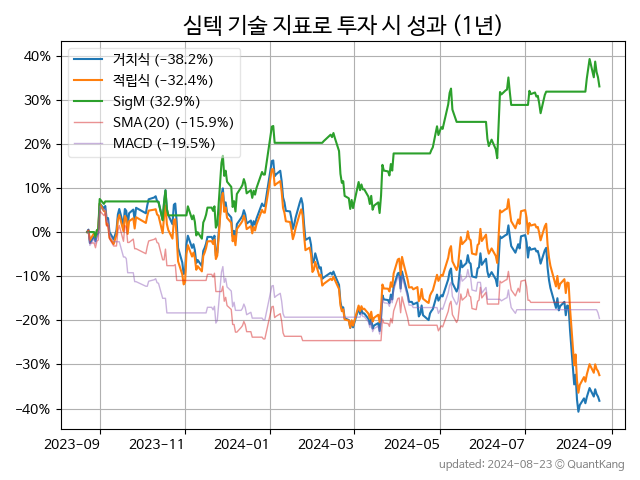 심텍 기술 지표로 투자 시 성과 (1년)
40%
30%
20%
10%
0%
−10%
−20%
−30%
−40%
거치식 (−38.2%)
적립식 (−32.4%)
SigM (32.9%)
SMA(20) (−15.9%)
MACD (−19.5%)
2023-09
2023-11
2024-01
2024-03
2024-05
2024-07
2024-09
updated: 2024-08-23 ⓒ QuantKang